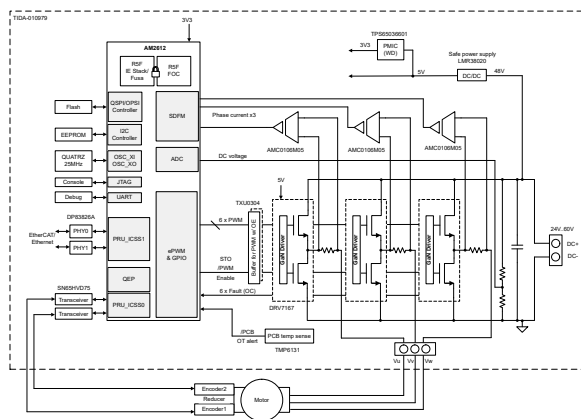 TIDA-010979
3V3
AM2612
R5F
IE Stack/
Fusa
R5F
FOC
TPS65036601
PMIC
(WD)
3V3
5V
Safe power supply
LMR38020
DC/DC
48V
Flash
QSPI/OPSI
Controller
SDFM
Phase current x3
AMC0106M05
AMC0106M05
AMC0106M05
EEPROM
I2C
Controller
QUATRZ
25MHz
OSC_XI
OSC_XO
ADC
DC voltage
Console
JTAG
Debug
UART
5V
TXU0304
DP83826A
EtherCAT/
Ethernet
PHY0
PHY1
PRU_ICSS1
ePWM
& GPIO
6 x PWM
Buffer for PWM w/ OE
GaN Driver
GaN Driver
GaN Driver
24V..60V
DC+
DC-
STO
/PWM
Enable
QEP
6 x Fault (OC)
DRV7167
SN65HVD75
Transceiver
Transceiver
PRU_ICSS0
/PCB
OT alert
PCB temp sense
TMP6131
Vu
Vv
Vw
Encoder2
Reducer
Encoder1
Motor